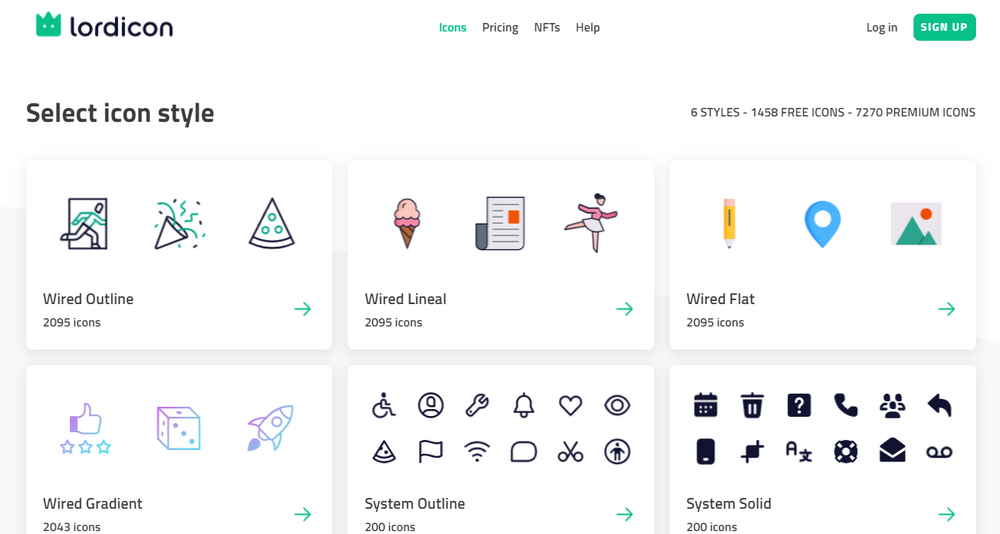 lordicon
Icons Pricing NFTs Help
Log in SIGN UP
Select icon style
6 STYLES - 1458 FREE ICONS - 7270 PREMIUM ICONS
Wired Outline
2095 icons
Wired Lineal
2095 icons
Wired Flat
2095 icons
Wired Gradient
2043 icons
System Outline
200 icons
System Solid
200 icons